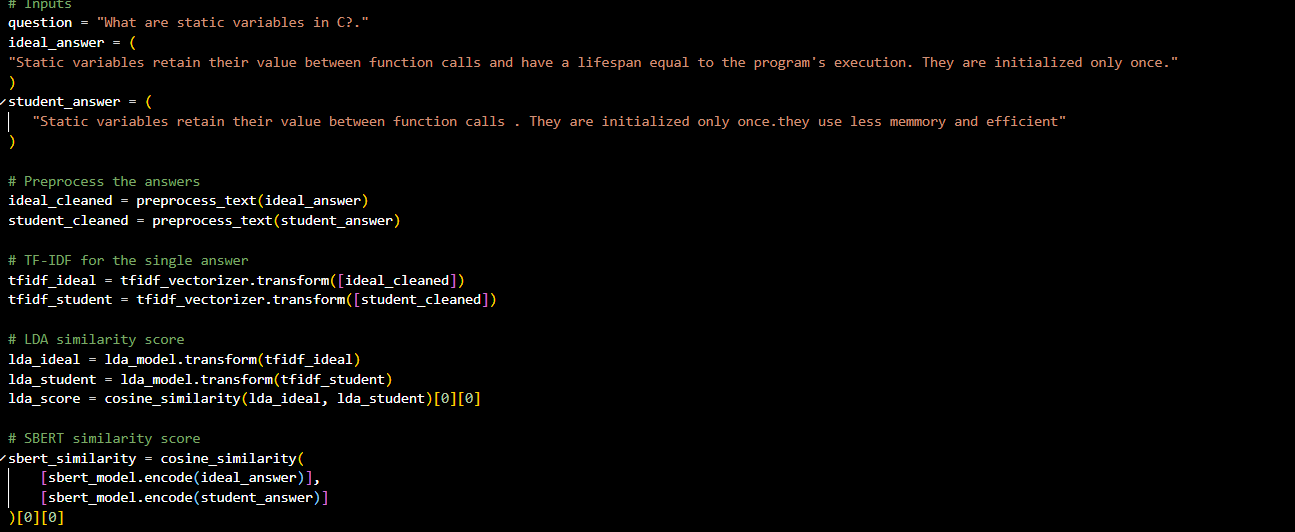 # Inputs
question = "What are static variables in C?."
ideal_answer = (
"Static variables retain their value between function calls and have a lifespan equal to the program's execution. They are initialized only once."
)
student_answer = (
"Static variables retain their value between function calls . They are initialized only once.they use less memmory and efficient"
)
# Preprocess the answers
ideal_cleaned = preprocess_text(ideal_answer)
student_cleaned = preprocess_text(student_answer)
# TF-IDF for the single answer
tfidf_ideal = tfidf_vectorizer.transform([ideal_cleaned])
tfidf_student = tfidf_vectorizer.transform([student_cleaned])
# LDA similarity score
lda_ideal = lda_model.transform(tfidf_ideal)
lda_student = lda_model.transform(tfidf_student)
lda_score = cosine_similarity(lda_ideal, lda_student)[0][0]
# SBERT similarity score
sbert_similarity = cosine_similarity(
[sbert_model.encode(ideal_answer)],
[sbert_model.encode(student_answer)]
)[0][0]